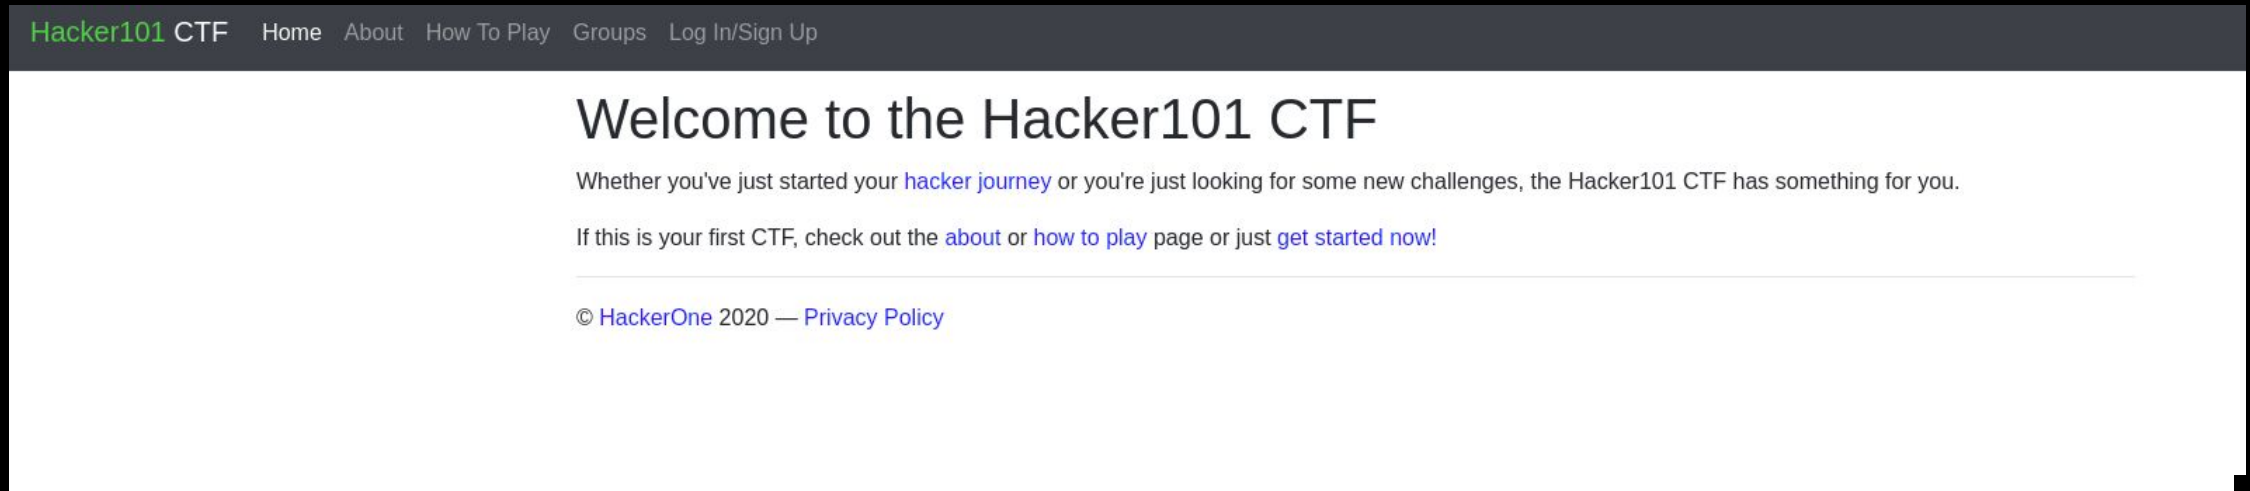 Hacker101 CTF Home About How To Play Groups Log In/Sign Up
Welcome to the Hacker101 CTF
Whether you've just started your hacker journey or you're just looking for some new challenges, the Hacker101 CTF has something for you.
If this is your first CTF, check out the about or how to play page or just get started now!
© HackerOne 2020 — Privacy Policy